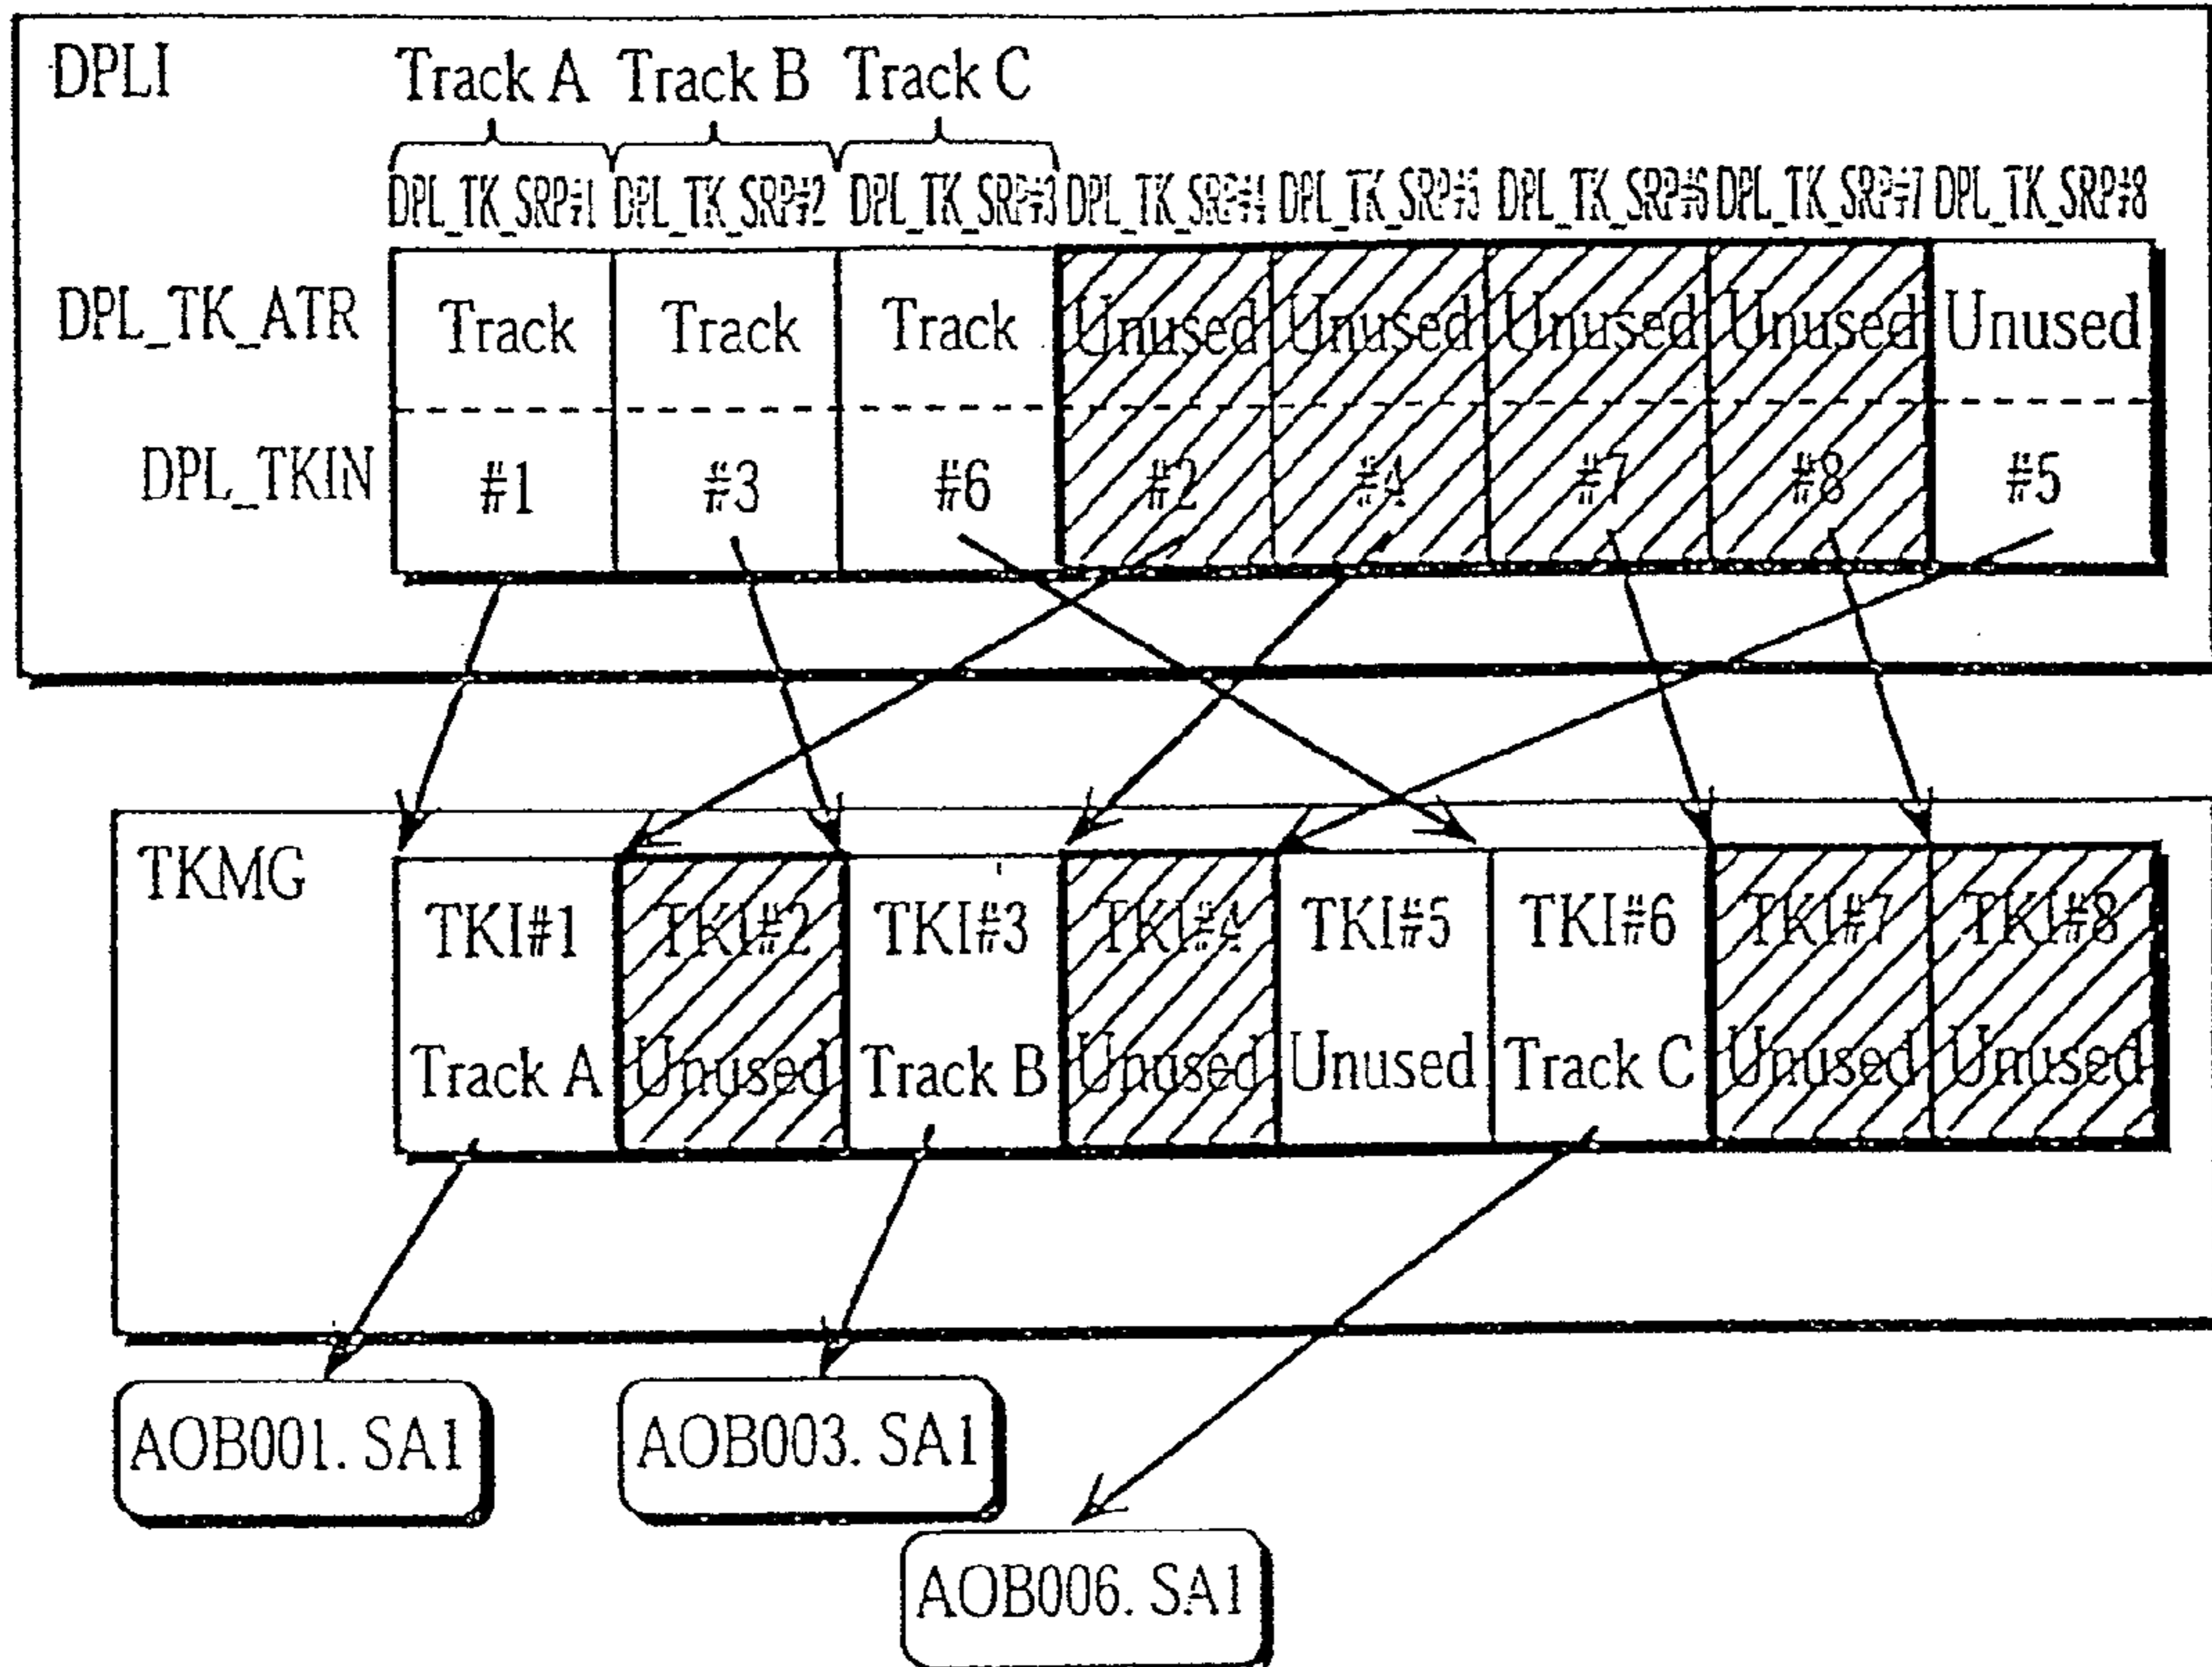 DPLI
Track A Track B Track C
DPL_TK_SRP#1 DPL_TK_SRP#2 DPL_TK_SRP#3 DPL_TK_SRP#4 DPL_TK_SRP#5 DPL_TK_SRP#6 DPL_TK_SRP#7 DPL_TK_SRP#8
DPL_TK_ATR Track Track Track Unused Unused Unused Unused Unused
DPL_TKIN #1 #3 #6 #2 #4 #7 #8 #5
TKMG
TKI#1 TKI#2 TKI#3 TKI#4 TKI#5 TKI#6 TKI#7 TKI#8
Track A Unused Track B Unused Unused Track C Unused Unused
AOB001. SA1 AOB003. SA1
AOB006. SA1